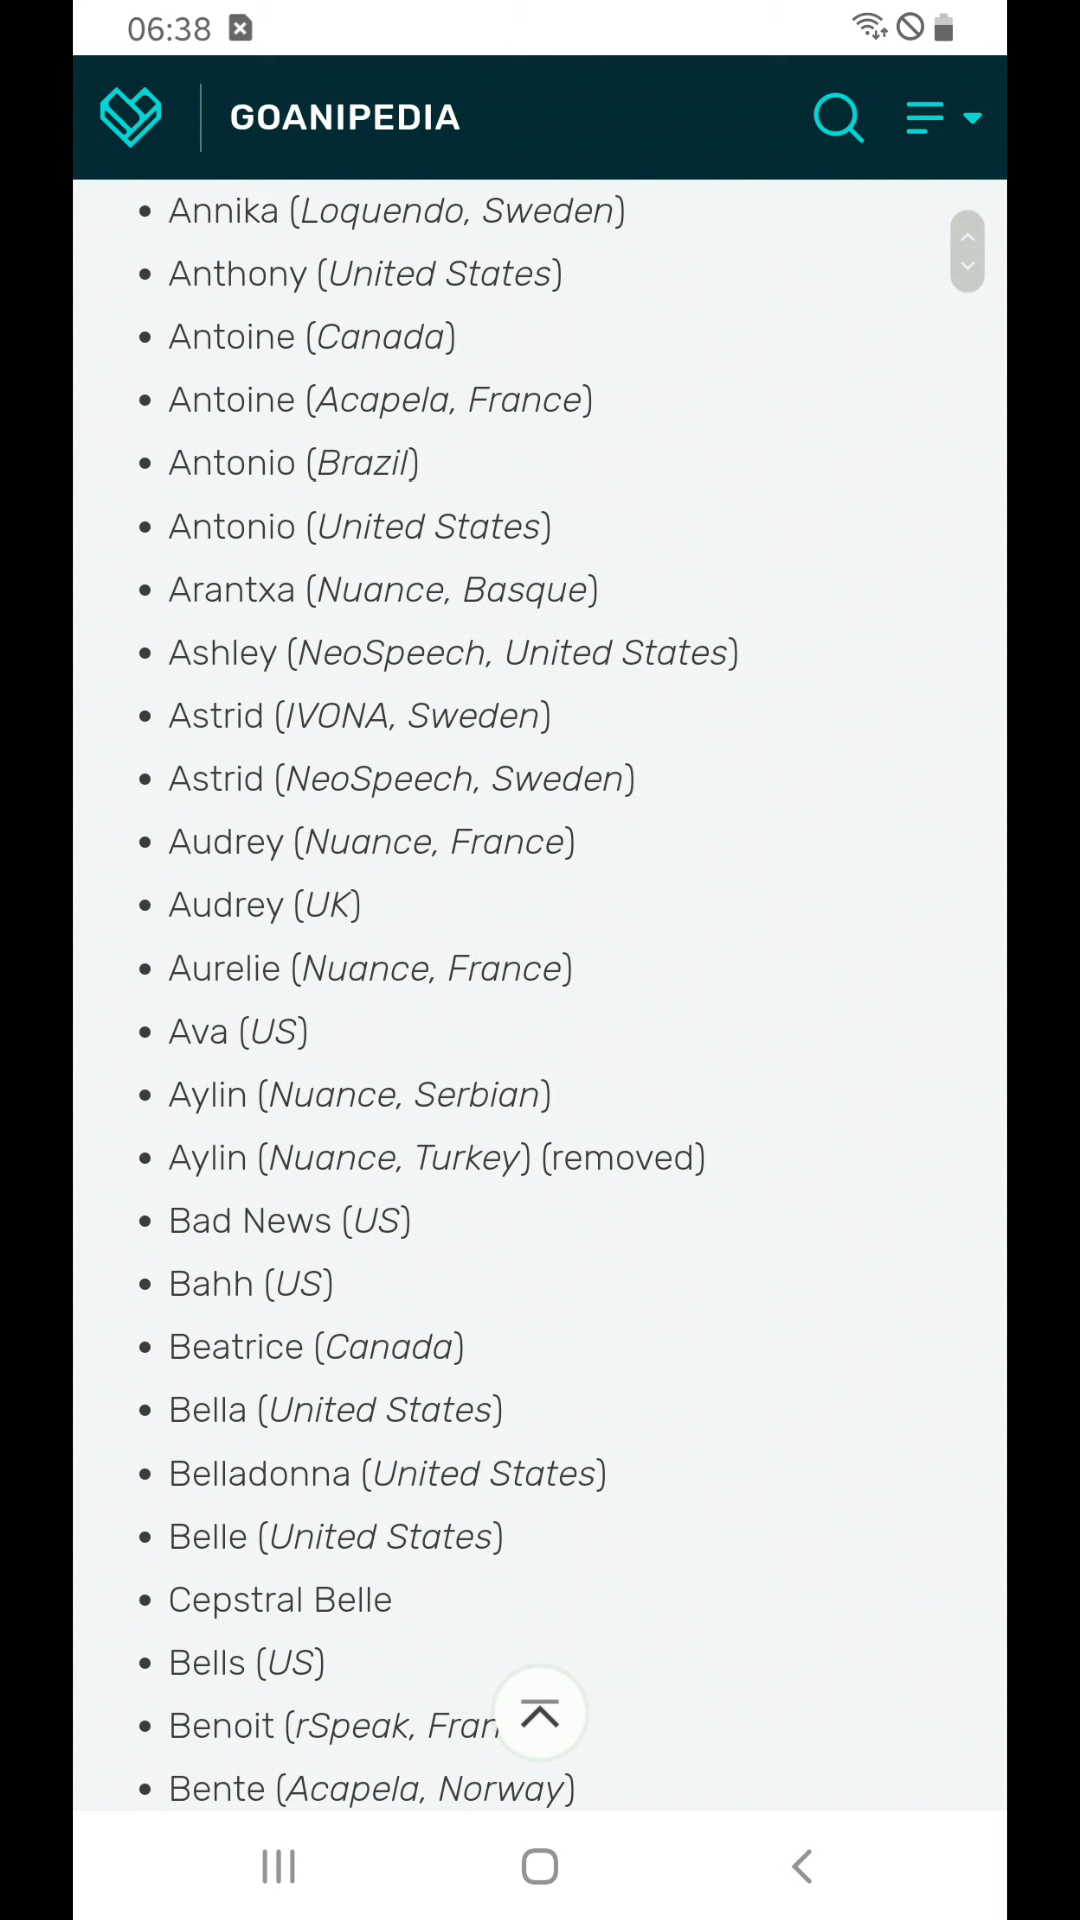 06:38
GOANIPEDIA
• Annika (Loquendo, Sweden)
• Anthony (United States)
• Antoine (Canada)
• Antoine (Acapela, France)
• Antonio (Brazil)
• Antonio (United States)
• Arantxa (Nuance, Basque)
• Ashley (NeoSpeech, United States)
• Astrid (IVONA, Sweden)
• Astrid (NeoSpeech, Sweden)
• Audrey (Nuance, France)
• Audrey (UK)
• Aurelie (Nuance, France)
• Ava (US)
• Aylin (Nuance, Serbian)
• Aylin (Nuance, Turkey) (removed)
• Bad News (US)
• Bahh (US)
• Beatrice (Canada)
• Bella (United States)
• Belladonna (United States)
• Belle (United States)
• Cepstral Belle
• Bells (US)
• Benoit (rSpeak,
• Bente (Acapela, Norway)